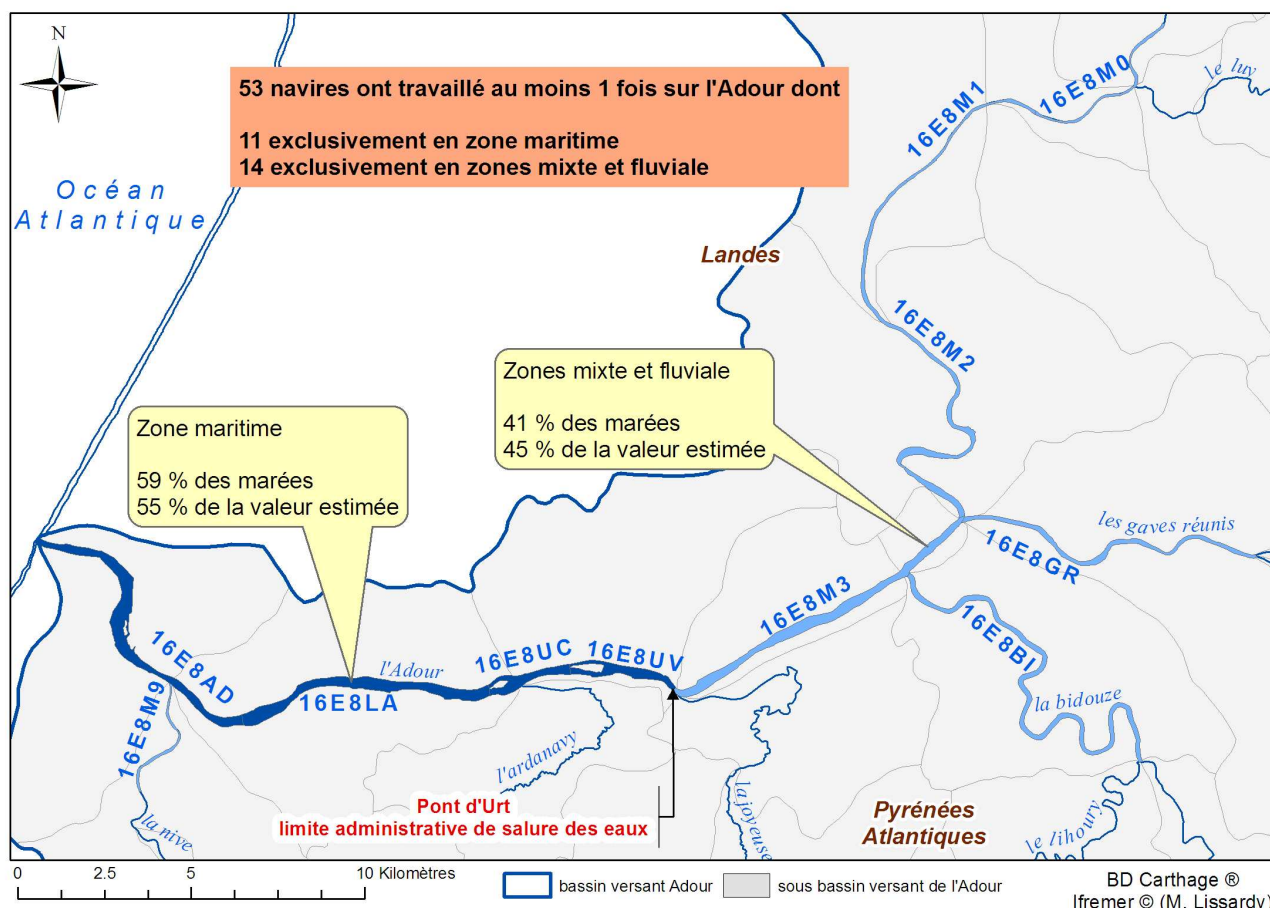 N
53 navires ont travaillé au moins 1 fois sur l'Adour dont
11 exclusivement en zone maritime
14 exclusivement en zones mixte et fluviale
Océan
Atlantique
Landes
le luy
16E8M0
16E8M1
16E8M2
Zones mixte et fluviale
41 % des marées
45 % de la valeur estimée
Zone maritime
59 % des marées
55 % de la valeur estimée
les gaves réunis
16E8GR
16E8M3
16E8BI
la bidouze
16E8UC
16E8UV
l'Adour
16E8AD
16E8LA
16E8M9
la nive
l'ardanavy
la joyeuse
le lihoury
Pont d'Urt
limite administrative de salure des eaux
Pyrénées
Atlantiques
0 2.5 5 10 Kilomètres
bassin versant Adour
sous bassin versant de l'Adour
BD Carthage ®
Ifremer © (M. Lissardy)